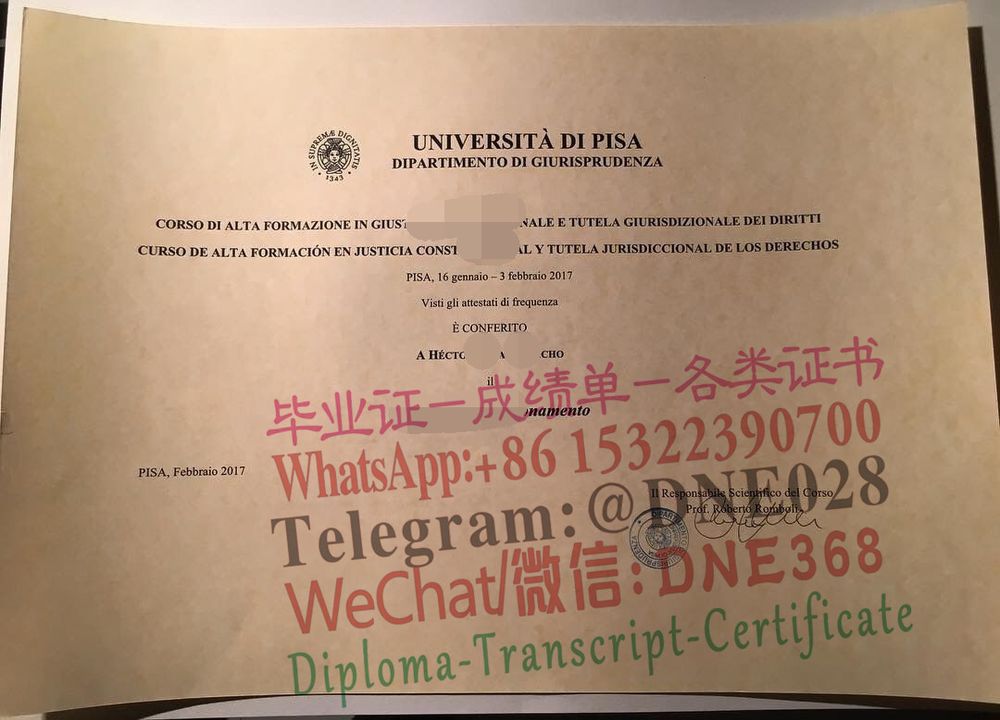 IN SUPREMÆ DIGNITATIS
1343
UNIVERSITÀ DI PISA
DIPARTIMENTO DI GIURISPRUDENZA
CORSO DI ALTA FORMAZIONE IN GIUST NALE E TUTELA GIURISDIZIONALE DEI DIRITTI
CURSO DE ALTA FORMACIÓN EN JUSTICIA CONST AL Y TUTELA JURISDICCIONAL DE LOS DERECHOS
PISA, 16 gennaio – 3 febbraio 2017
Visti gli attestati di frequenza
È CONFERITO
A HÉCTO A CHO
il
namento
毕业证—成绩单—各类证书
WhatsApp:+86 15322390700
PISA, Febbraio 2017
Telegram:@DNE028
Il Responsabile Scientifico del Corso
Prof. Roberto Romboli
WeChat/微信:DNE368
Diploma-Transcript-Certificate